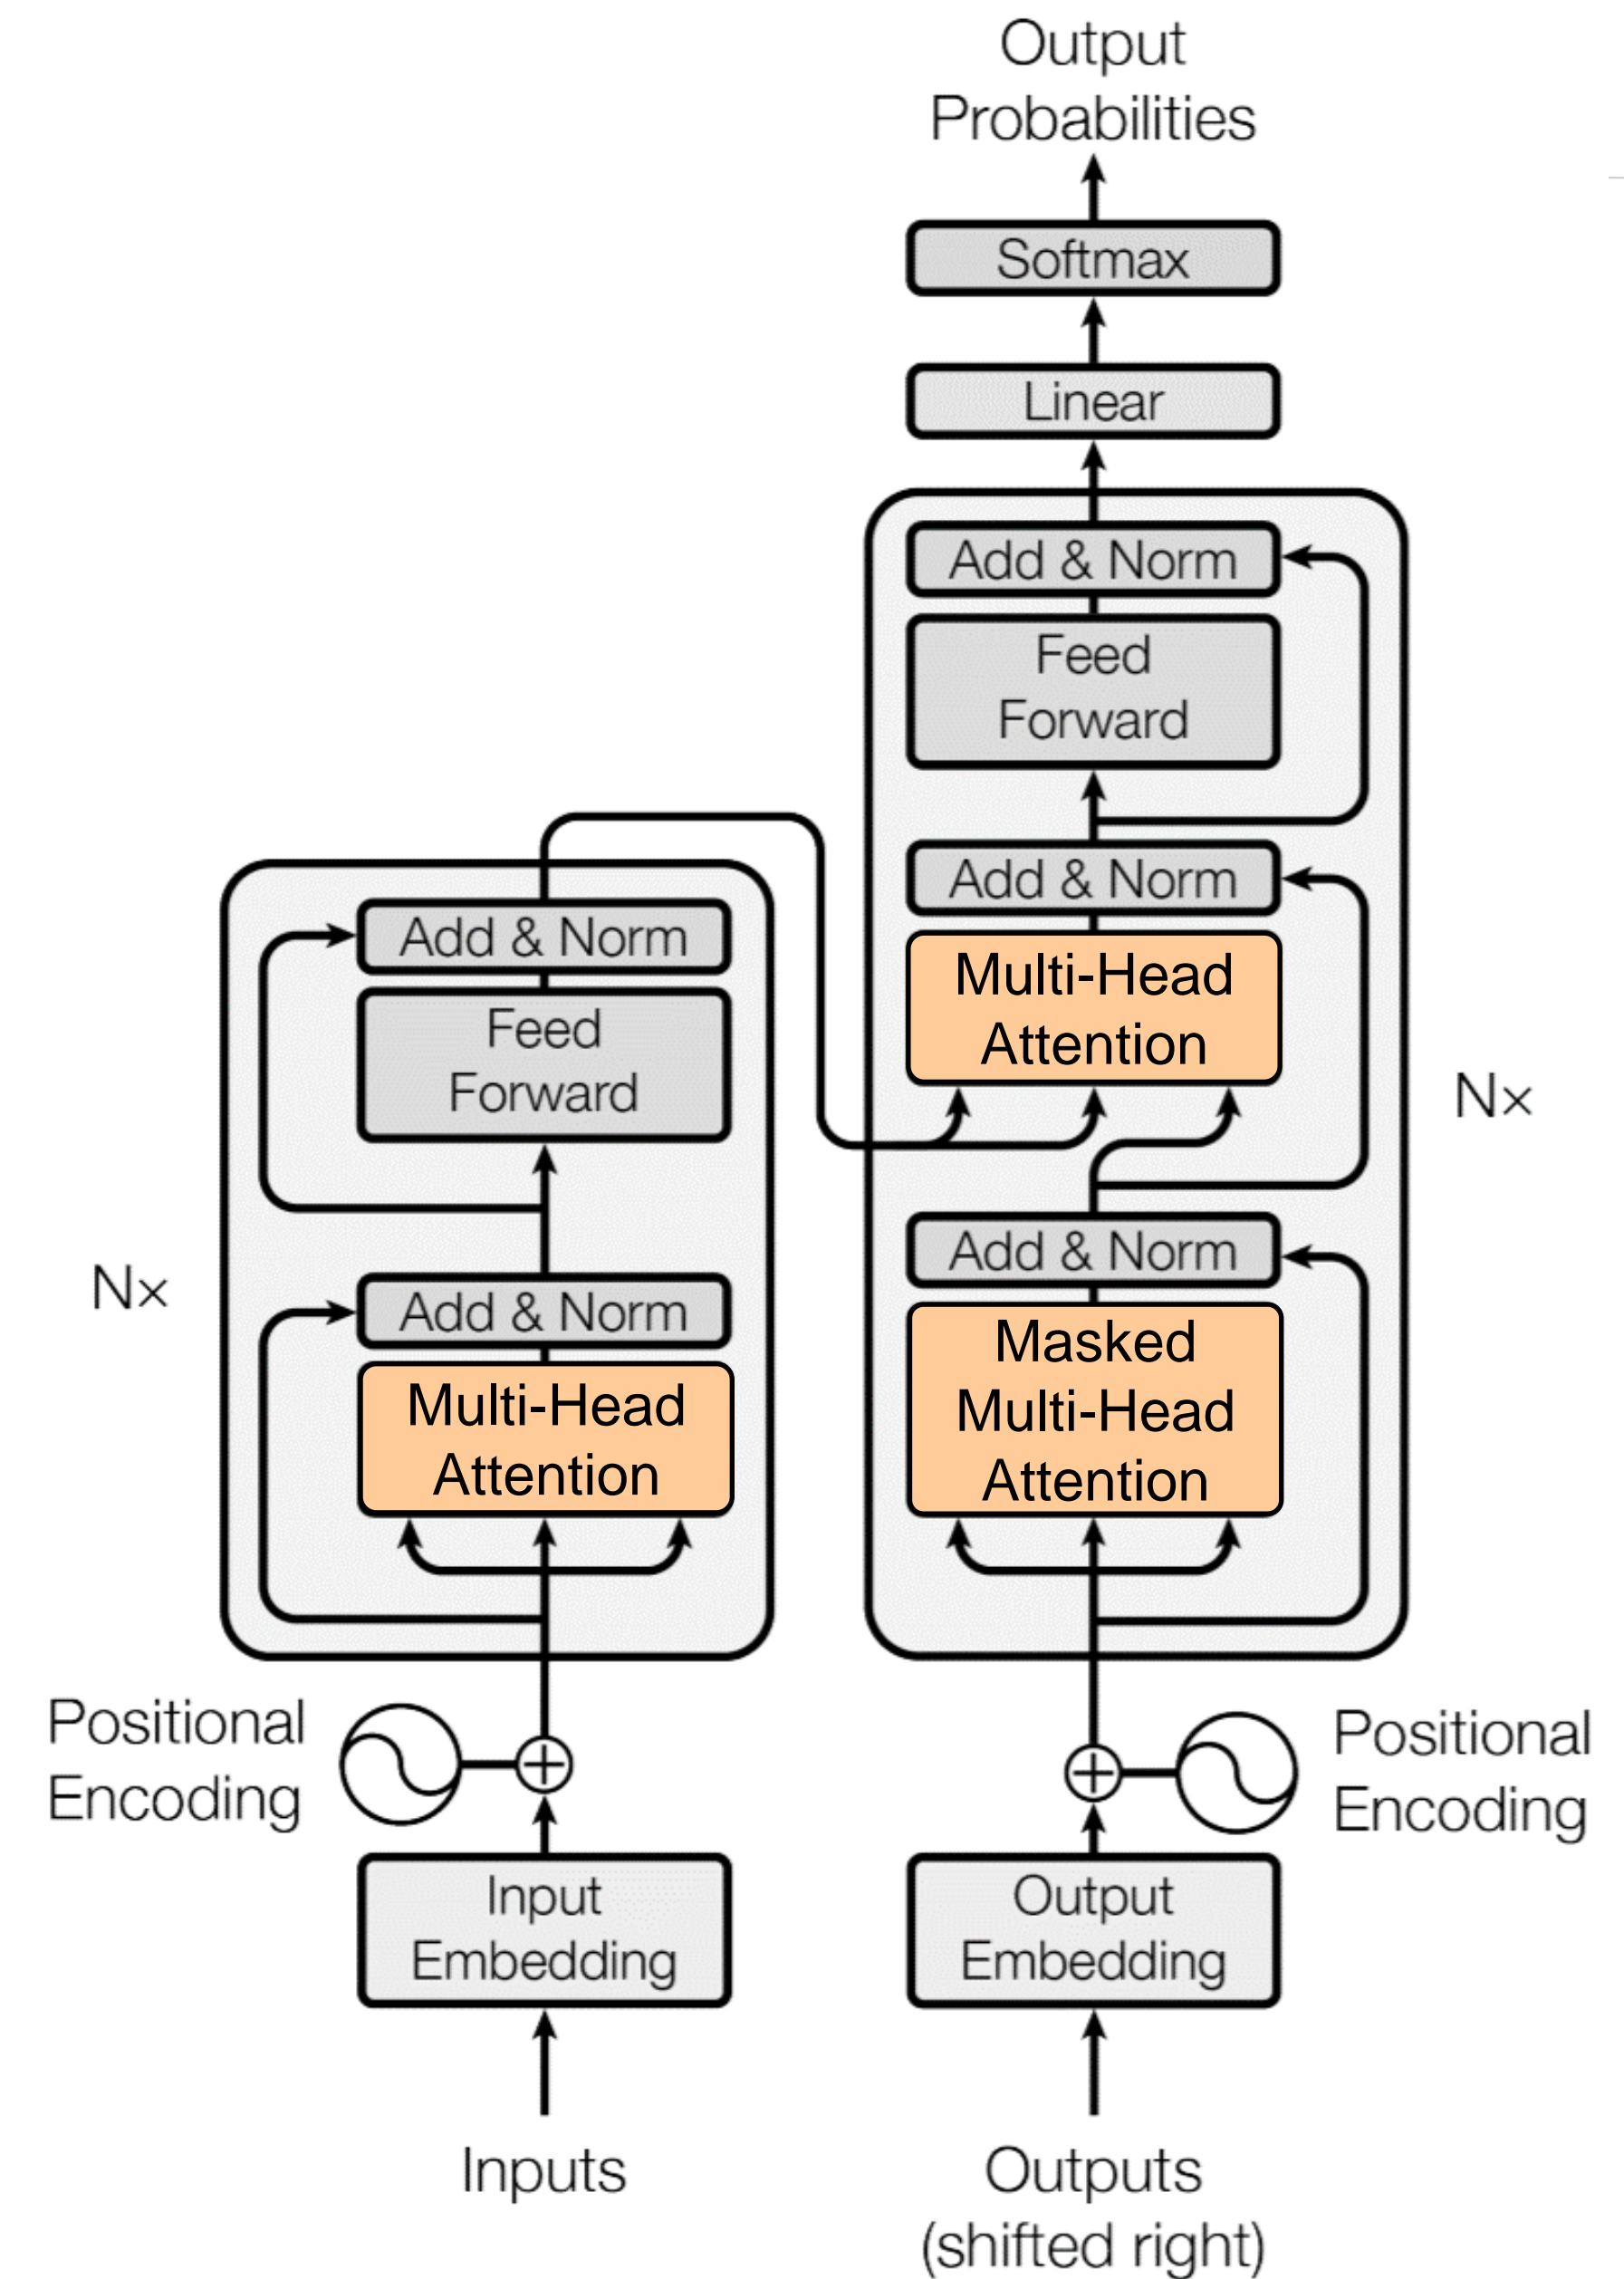 Output
Probabilities
Softmax
Linear
Add & Norm
Feed
Forward
Add & Norm
Multi-Head
Attention
Nx
Add & Norm
Masked
Multi-Head
Attention
Add & Norm
Feed
Forward
Nx
Add & Norm
Multi-Head
Attention
Positional
Encoding
Positional
Encoding
Input
Embedding
Output
Embedding
Inputs
Outputs
(shifted right)